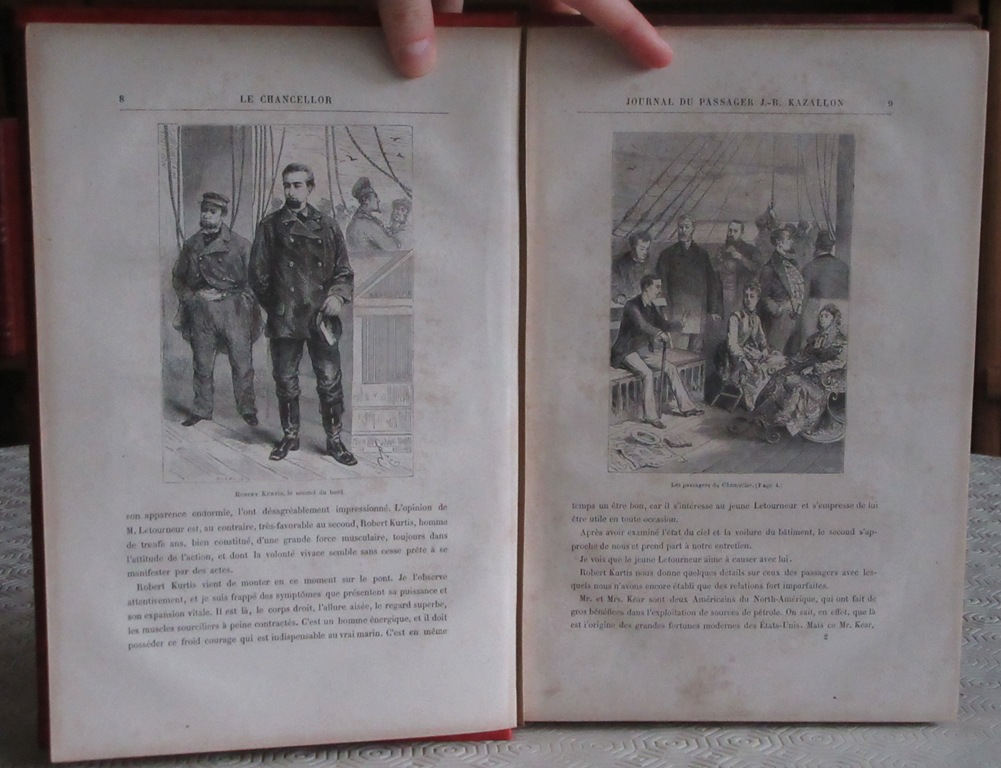 8
LE CHANCELLOR
ROBERT KURTIS, le second du bord.
son apparence endormie, l'ont désagréablement impressionné. L'opinion de
M. Letourneur est, au contraire, très-favorable au second, Robert Kurtis, homme
de trente ans, bien constitué, d'une grande force musculaire, toujours dans
l'attitude de l'action, et dont la volonté vivace semble sans cesse prête à se
manifester par des actes.
Robert Kurtis vient de monter en ce moment sur le pont. Je l'observe
attentivement, et je suis frappé des symptômes que présentent sa puissance et
son expansion vitale. Il est là, le corps droit, l'allure aisée, le regard superbe,
les muscles sourciliers à peine contractés. C'est un homme énergique, et il doit
posséder ce froid courage qui est indispensable au vrai marin. C'est en même
JOURNAL DU PASSAGER J.-R. KAZALLON
9
Les passagers du Chancellor. (Page 4.)
temps un être bon, car il s'intéresse au jeune Letourneur et s'empresse de lui
être utile en toute occasion.
Après avoir examiné l'état du ciel et la voilure du bâtiment, le second s'ap-
proche de nous et prend part à notre entretien.
Je vois que le jeune Letourneur aime à causer avec lui.
Robert Kurtis nous donne quelques détails sur ceux des passagers avec les-
quels nous n'avons encore établi que des relations fort imparfaites.
Mr. et Mrs. Kear sont deux Américains du North-Amérique, qui ont fait de
gros bénéfices dans l'exploitation de sources de pétrole. On sait, en effet, que là
est l'origine des grandes fortunes modernes des États-Unis. Mais ce Mr. Kear,
2